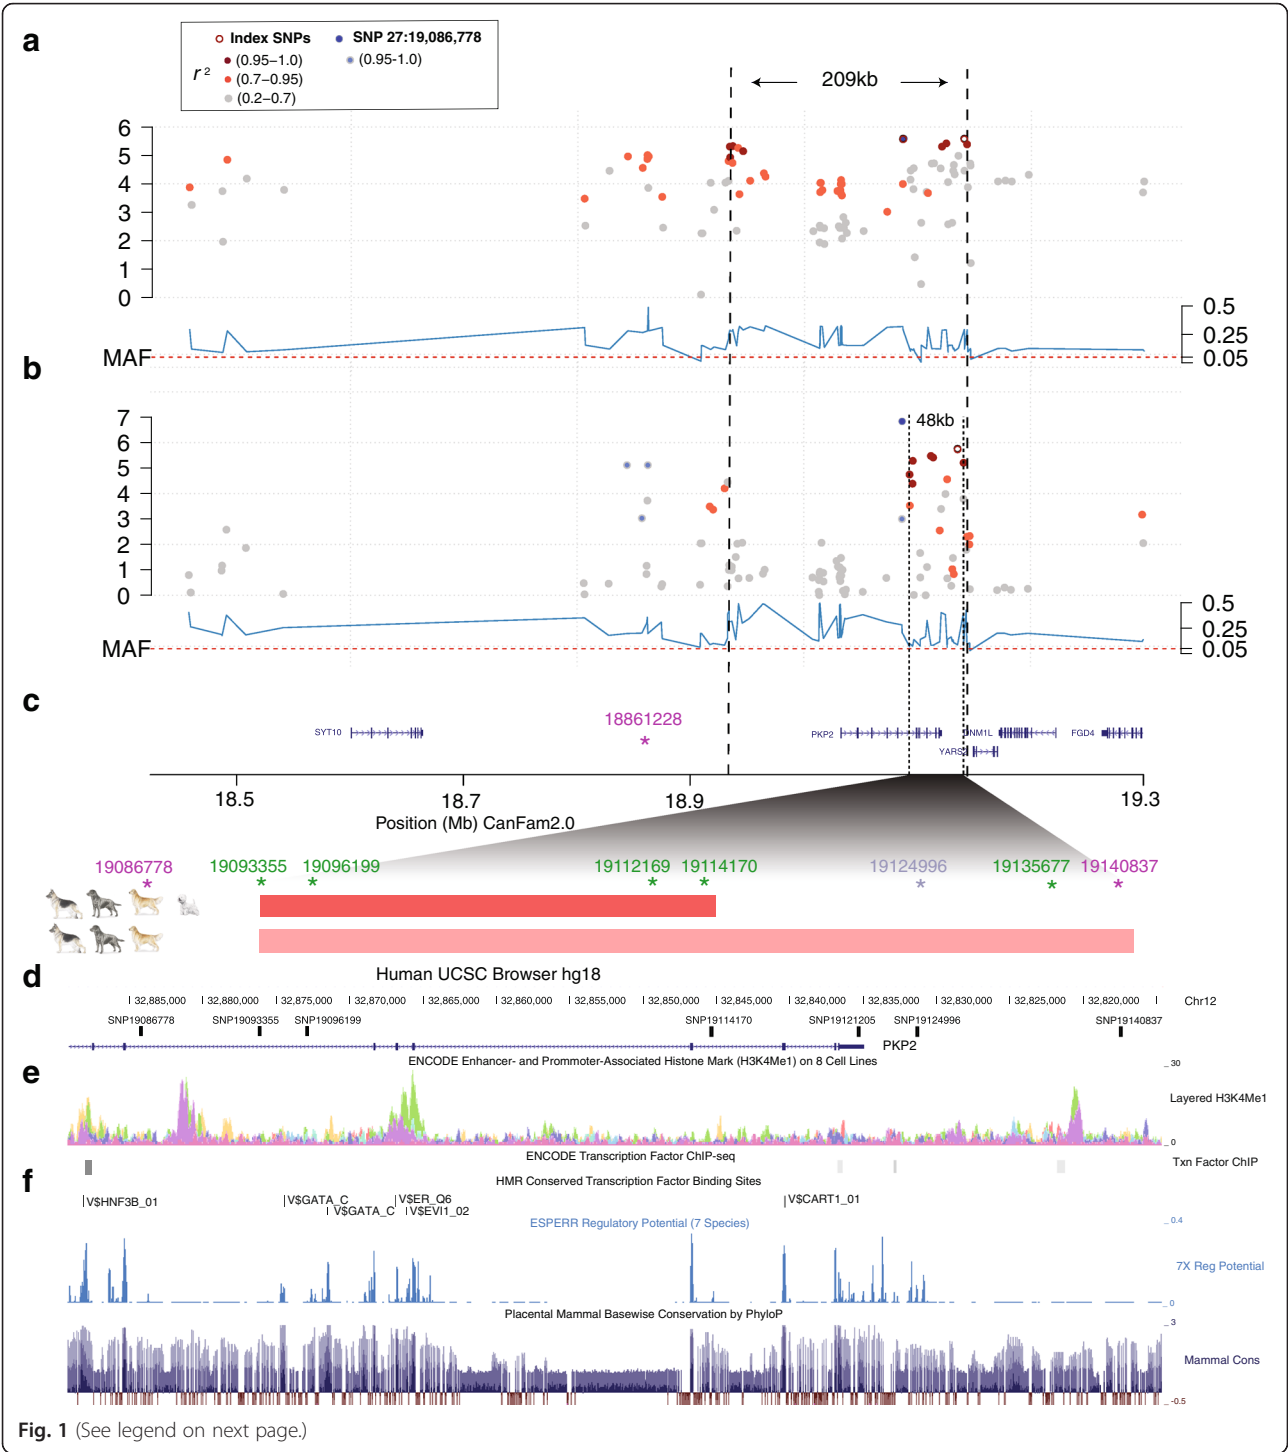 a
Index SNPs
SNP 27:19,086,778
r 2
(0.95–1.0)
(0.95-1.0)
(0.7–0.95)
(0.2–0.7)
209kb
6
5
4
3
2
1
0
0.5
0.25
0.05
MAF
b
7
6
5
4
3
2
1
0
48kb
0.5
0.25
0.05
MAF
c
18861228
*
SYT10
PKP2
NM1L
FGD4
YARS
18.5
18.7
18.9
19.3
Position (Mb) CanFam2.0
19086778
19093355
19096199
19112169
19114170
19124996
19135677
19140837
* * * * * * * *
d
Human UCSC Browser hg18
32,885,000
32,880,000
32,875,000
32,870,000
32,865,000
32,860,000
32,855,000
32,850,000
32,845,000
32,840,000
32,835,000
32,830,000
32,825,000
32,820,000
Chr12
SNP19086778
SNP19093355
SNP19096199
SNP19114170
SNP19121205
SNP19124996
SNP19140837
PKP2
e
ENCODE Enhancer- and Prommoter-Associated Histone Mark (H3K4Me1) on 8 Cell Lines
30
Layered H3K4Me1
0
ENCODE Transcription Factor ChIP-seq
Txn Factor ChIP
f
HMR Conserved Transcription Factor Binding Sites
V$HNF3B_01
V$GATA_C
V$GATA_C
V$ER_Q6
V$EVI1_02
V$CART1_01
ESPERR Regulatory Potential (7 Species)
0.4
7X Reg Potential
0
Placental Mammal Basewise Conservation by PhyloP
3
Mammal Cons
-0.5
Fig. 1 (See legend on next page.)